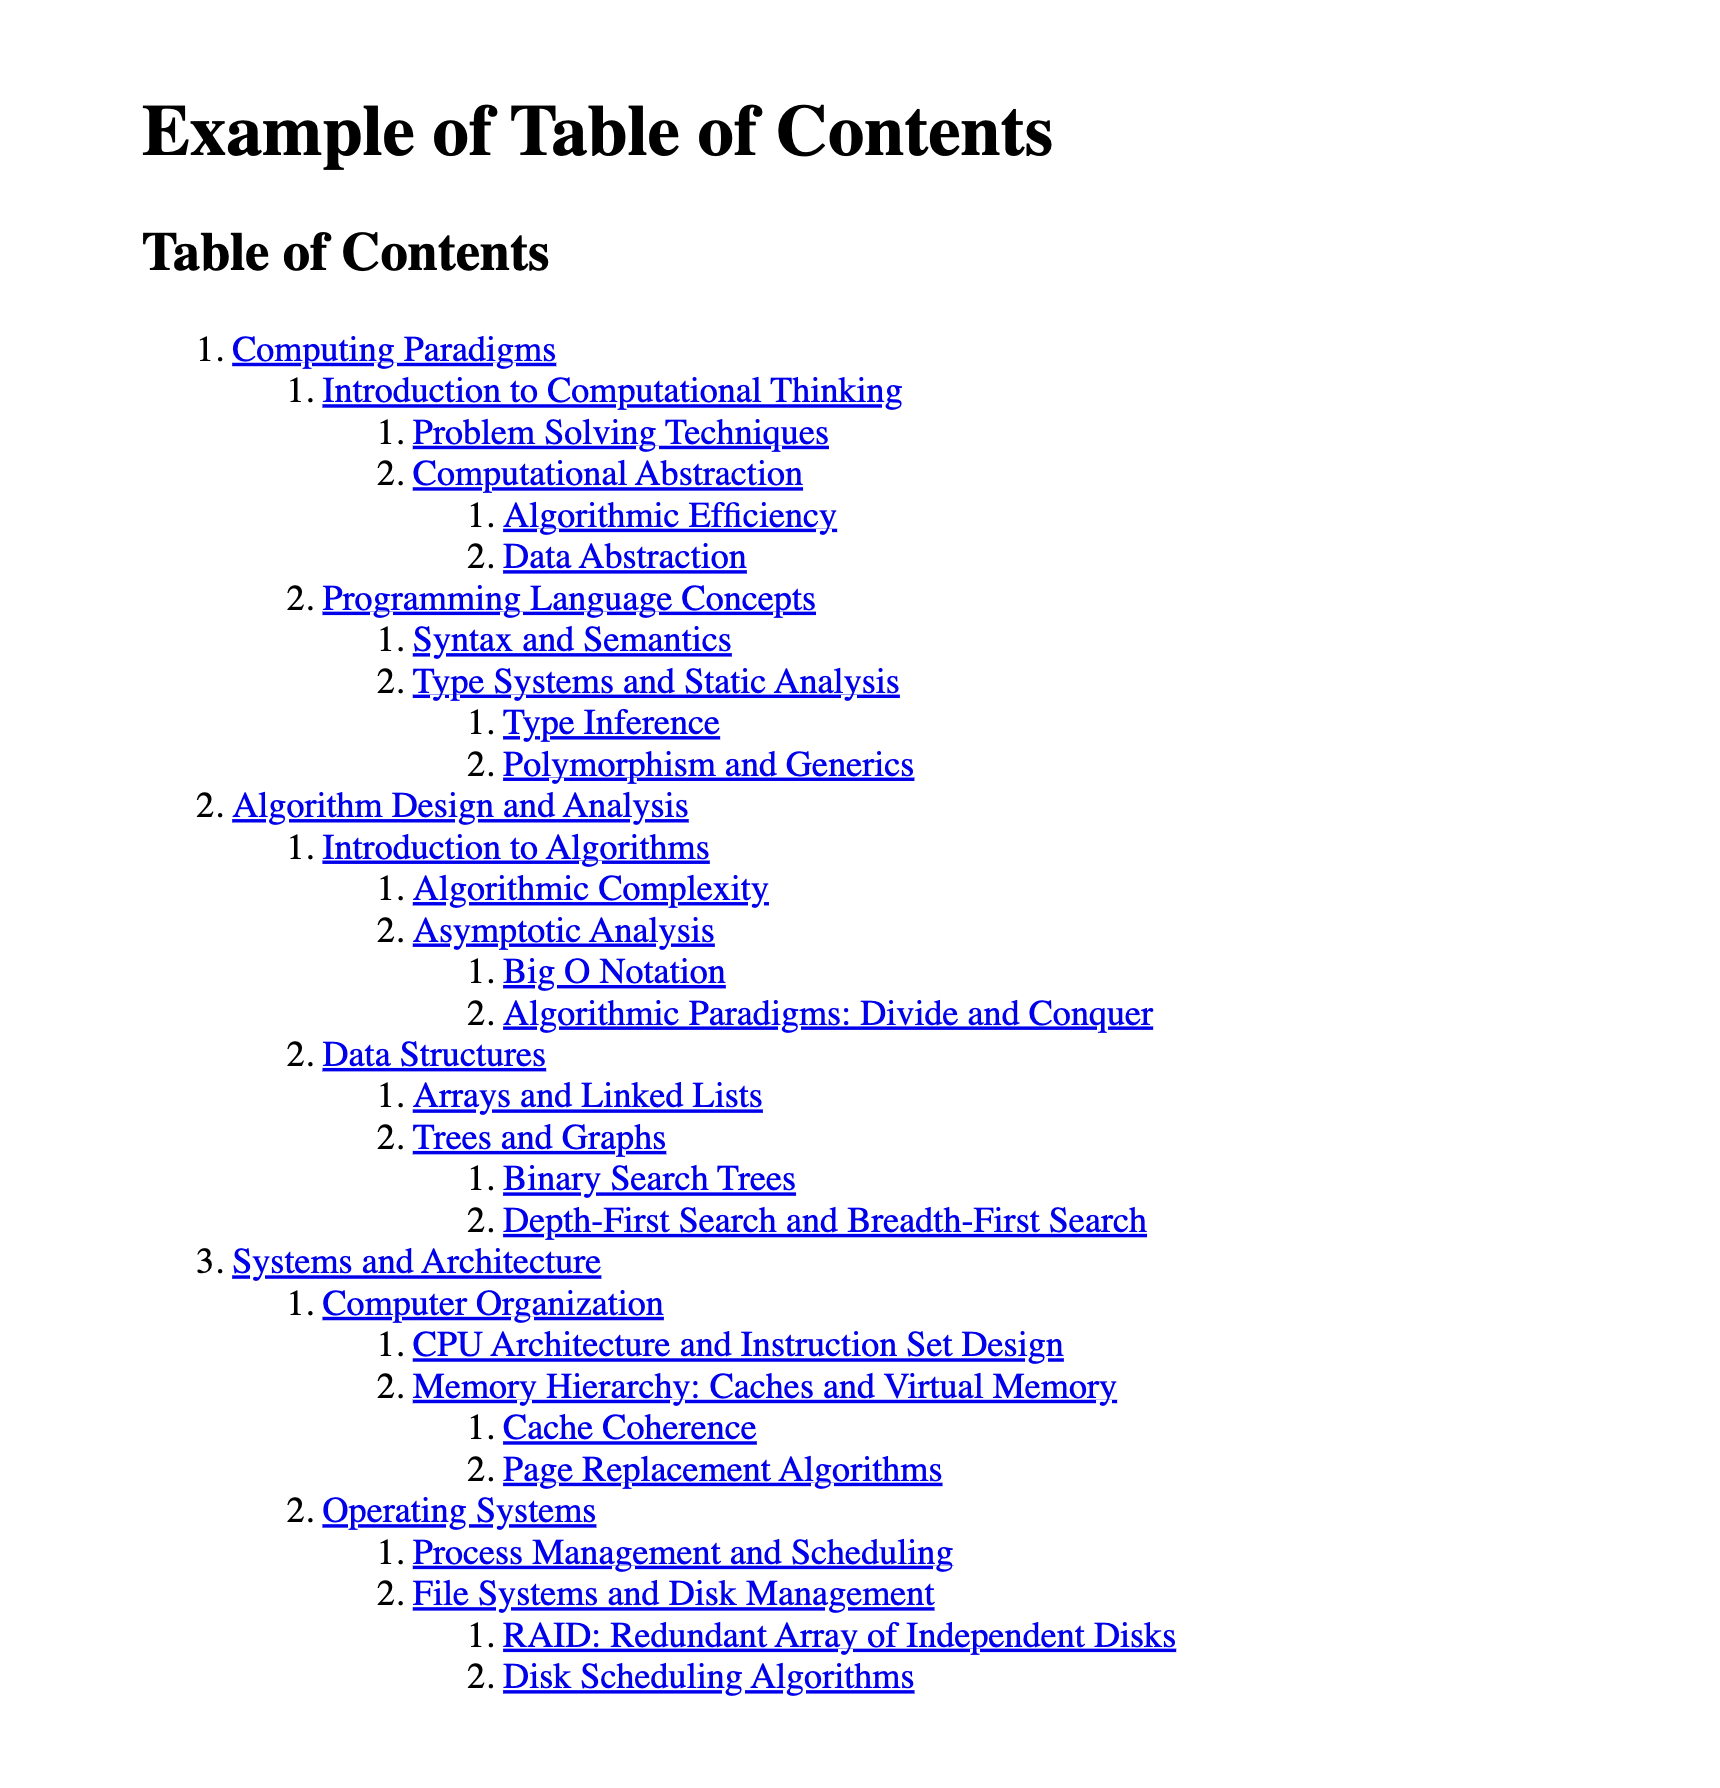 Example of Table of Contents
Table of Contents
1. Computing Paradigms
1. Introduction to Computational Thinking
1. Problem Solving Techniques
2. Computational Abstraction
1. Algorithmic Efficiency
2. Data Abstraction
2. Programming Language Concepts
1. Syntax and Semantics
2. Type Systems and Static Analysis
1. Type Inference
2. Polymorphism and Generics
2. Algorithm Design and Analysis
1. Introduction to Algorithms
1. Algorithmic Complexity
2. Asymptotic Analysis
1. Big O Notation
2. Algorithmic Paradigms: Divide and Conquer
2. Data Structures
1. Arrays and Linked Lists
2. Trees and Graphs
1. Binary Search Trees
2. Depth-First Search and Breadth-First Search
3. Systems and Architecture
1. Computer Organization
1. CPU Architecture and Instruction Set Design
2. Memory Hierarchy: Caches and Virtual Memory
1. Cache Coherence
2. Page Replacement Algorithms
2. Operating Systems
1. Process Management and Scheduling
2. File Systems and Disk Management
1. RAID: Redundant Array of Independent Disks
2. Disk Scheduling Algorithms